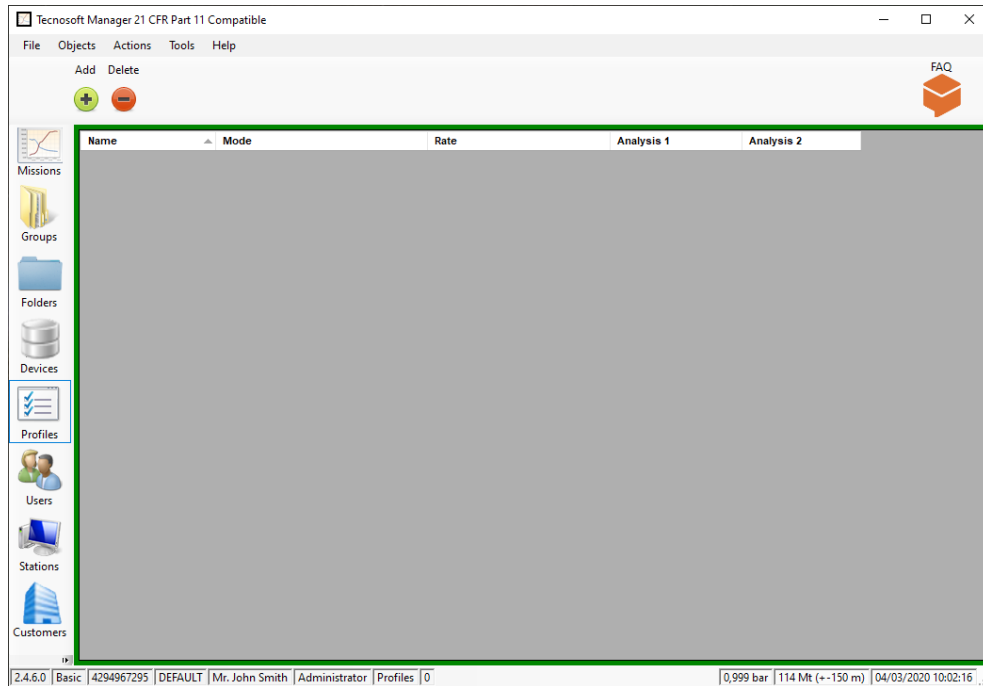 Tecnosoft Manager 21 CFR Part 11 Compatible
File Objects Actions Tools Help
Add Delete
FAQ
Name Mode Rate Analysis 1 Analysis 2
Missions
Groups
Folders
Devices
Profiles
Users
Stations
Customers
2.4.6.0 Basic 4294967295 DEFAULT Mr. John Smith Administrator Profiles 0 0,999 bar 114 Mt (+-150 m) 04/03/2020 10:02:16